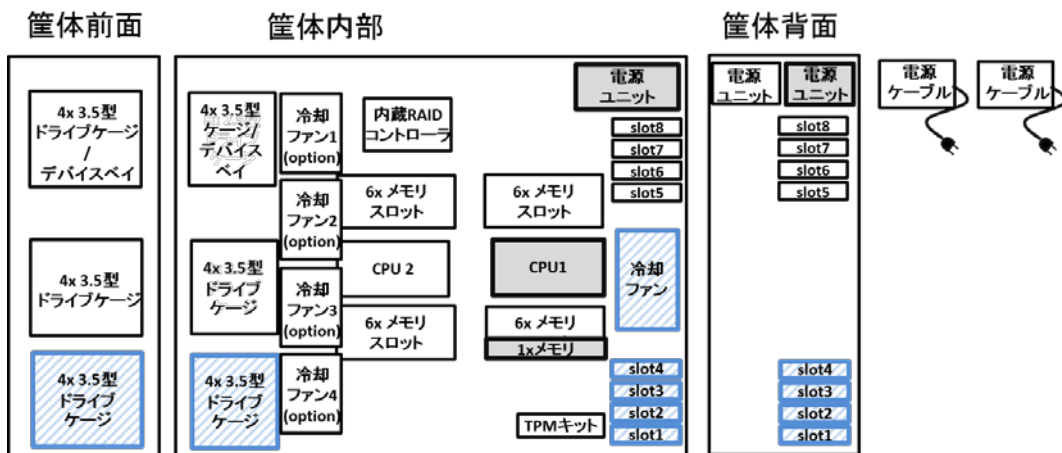 筐体前面
筐体内部
筐体背面
4x 3.5型
ドライブケージ
/
デバイスベイ
4x 3.5型
ドライブケージ
4x 3.5型
ドライブ
ケージ
4x 3.5型
ケージ/
デバイスベ
イ
4x 3.5型
ドライブ
ケージ
4x 3.5型
ドライブ
ケージ
冷却
ファン1
(option)
冷却
ファン2
(option)
冷却
ファン3
(option)
冷却
ファン4
(option)
内蔵RAID
コントローラ
6x メモリ
スロット
CPU 2
6x メモリ
スロット
6x メモリ
スロット
CPU1
6x メモリ
1xメモリ
TPMキット
電源
ユニット
slot8
slot7
slot6
slot5
冷却
ファン
slot4
slot3
slot2
slot1
電源
ユニット
電源
ユニット
slot8
slot7
slot6
slot5
slot4
slot3
slot2
slot1
電源
ケーブル
電源
ケーブル